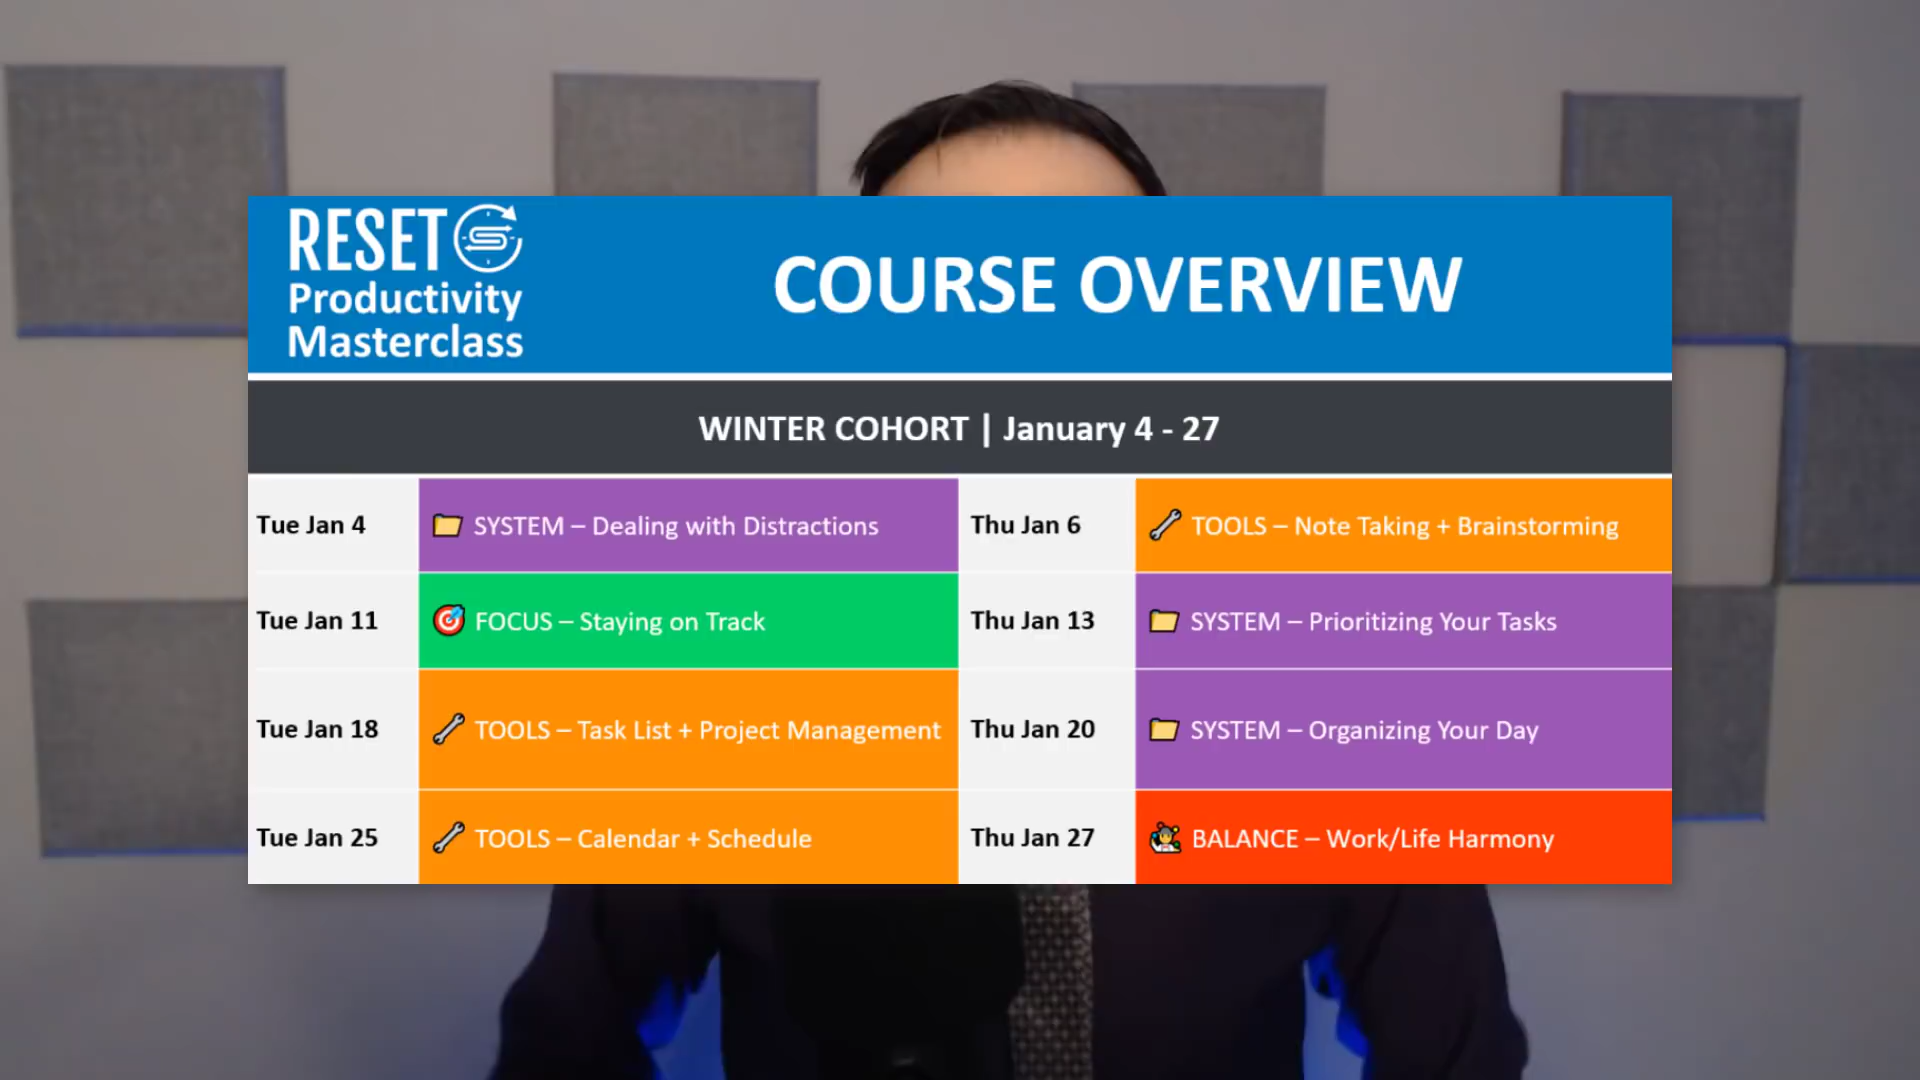 RESET
Productivity
Masterclass
COURSE OVERVIEW
WINTER COHORT | January 4 - 27
Tue Jan 4
SYSTEM – Dealing with Distractions
Thu Jan 6
TOOLS – Note Taking + Brainstorming
Tue Jan 11
FOCUS – Staying on Track
Thu Jan 13
SYSTEM – Prioritizing Your Tasks
Tue Jan 18
TOOLS – Task List + Project Management
Thu Jan 20
SYSTEM – Organizing Your Day
Tue Jan 25
TOOLS – Calendar + Schedule
Thu Jan 27
BALANCE – Work/Life Harmony